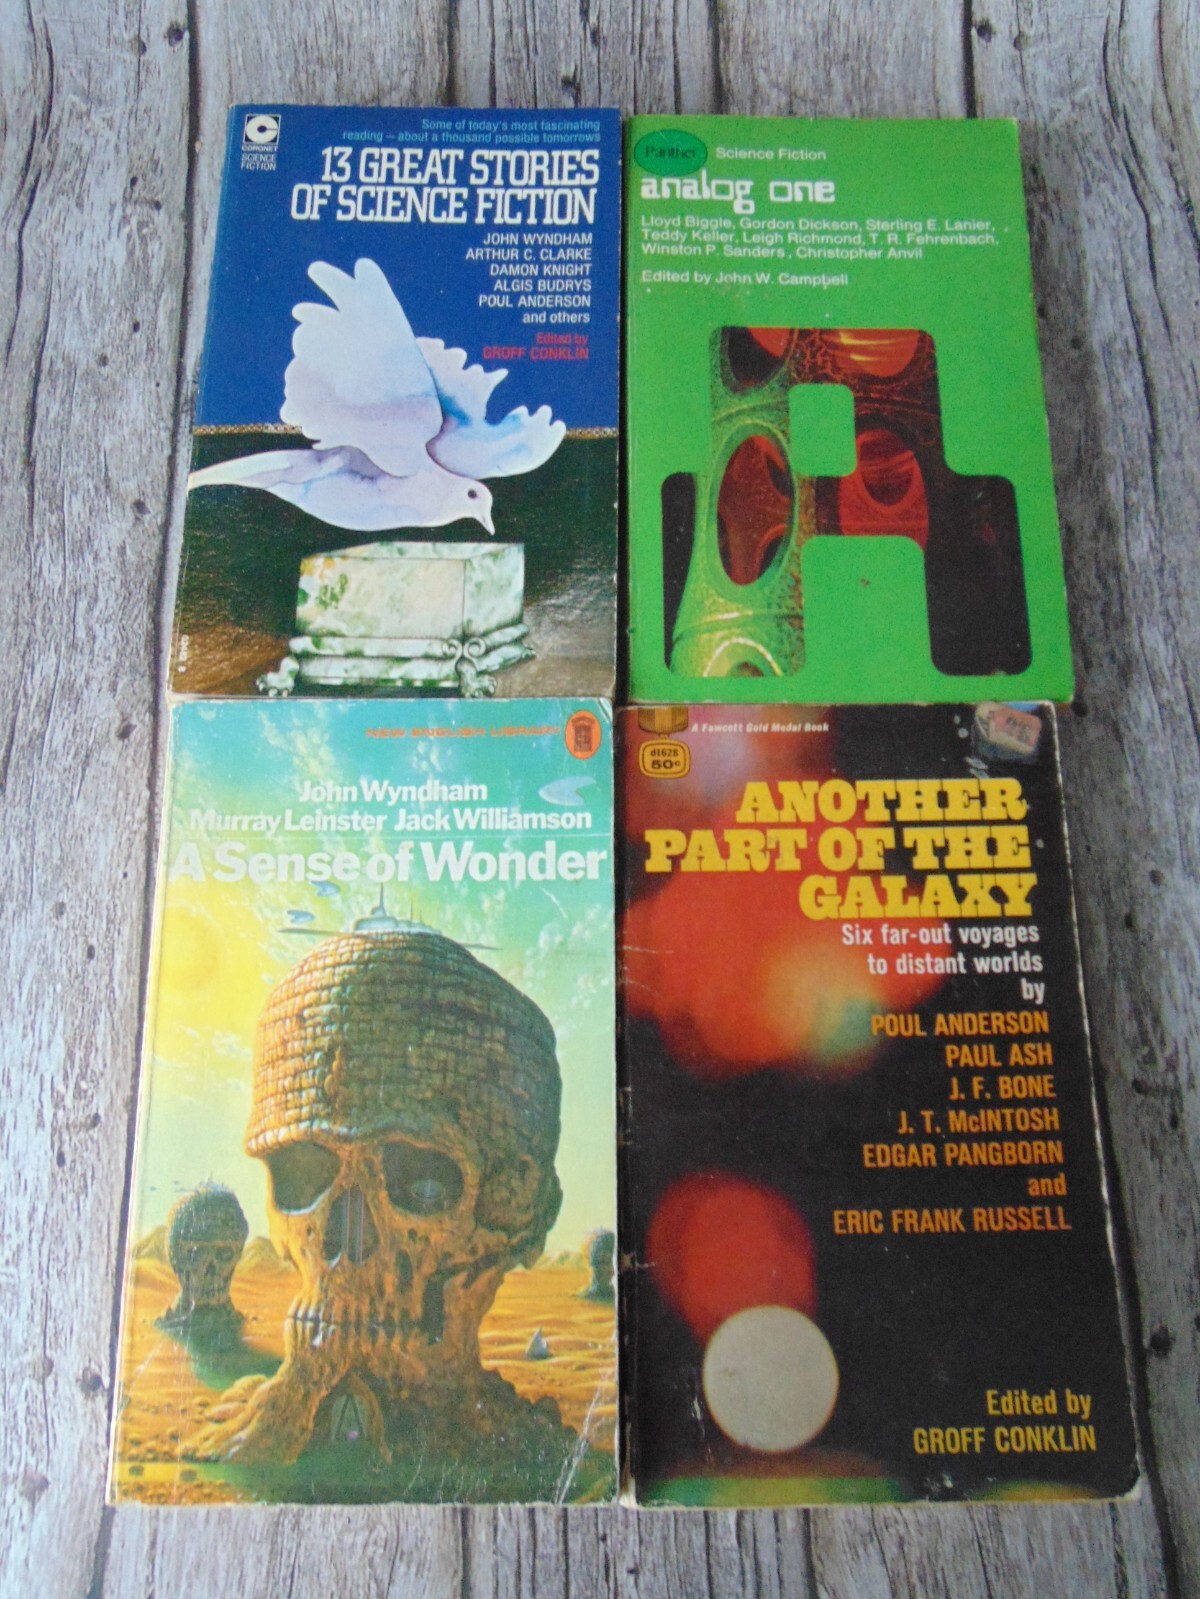 CORONET
SCIENCE
FICTION
Some of today's most fascinating
reading — about a thousand possible tomorrows
13 GREAT STORIES
OF SCIENCE FICTION
JOHN WYNDHAM
ARTHUR C. CLARKE
DAMON KNIGHT
ALGIS BUDRYS
POUL ANDERSON
and others
Edited by
GROFF CONKLIN
Panther Science Fiction
analog one
Lloyd Biggle, Gordon Dickson, Sterling E. Lanier,
Teddy Keller, Leigh Richmond, T. R. Fehrenbach,
Winston P. Sanders, Christopher Anvil
Edited by John W. Campbell
NEW ENGLISH LIBRARY
John Wyndham
Murray Leinster Jack Williamson
A Sense of Wonder
A Fawcett Gold Medal Book
d1628
50c
ANOTHER
PART OF THE
GALAXY
Six far-out voyages
to distant worlds
by
POUL ANDERSON
PAUL ASH
J. F. BONE
J. T. McINTOSH
EDGAR PANGBORN
and
ERIC FRANK RUSSELL
Edited by
GROFF CONKLIN